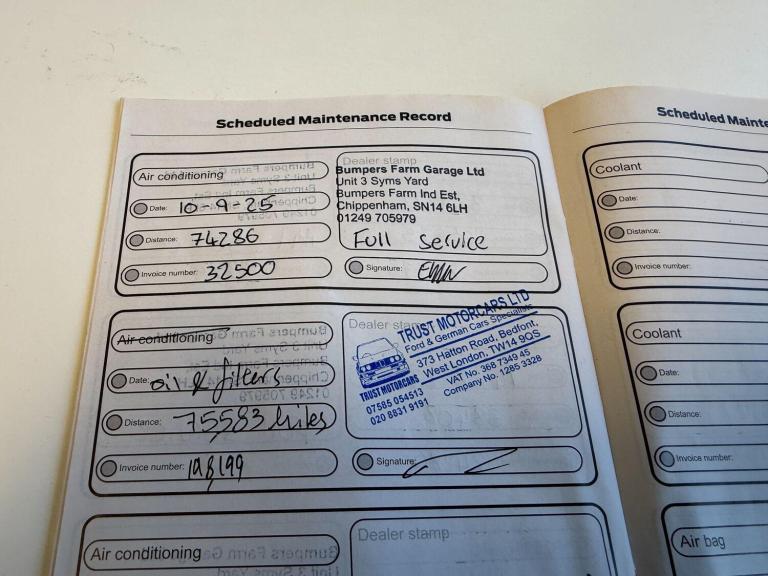 Scheduled Maintenance Record
Air conditioning
Date: 10-9-25
Distance: 74286
Invoice number: 32500
Dealer stamp
Bumpers Farm Garage Ltd
Unit 3 Syms Yard
Bumpers Farm Ind Est,
Chippenham, SN14 6LH
01249 705979
Full service
Signature:
Air conditioning
Date: oil & filters
Distance: 75583 miles
Invoice number:
Dealer stamp
TRUST MOTORCARS LTD
Ford & German Cars Specialists
373 Hatton Road, Bedfont,
West London, TW14 9QS
VAT No. 368 7349 45
Company No. 1285 3328
TRUST MOTORCARS
07585 054513
020 8831 9191
Signature:
Air conditioning
Dealer stamp
Scheduled Mainte
Coolant
Date:
Distance:
Invoice number:
Coolant
Date:
Distance:
Invoice number:
Air bag